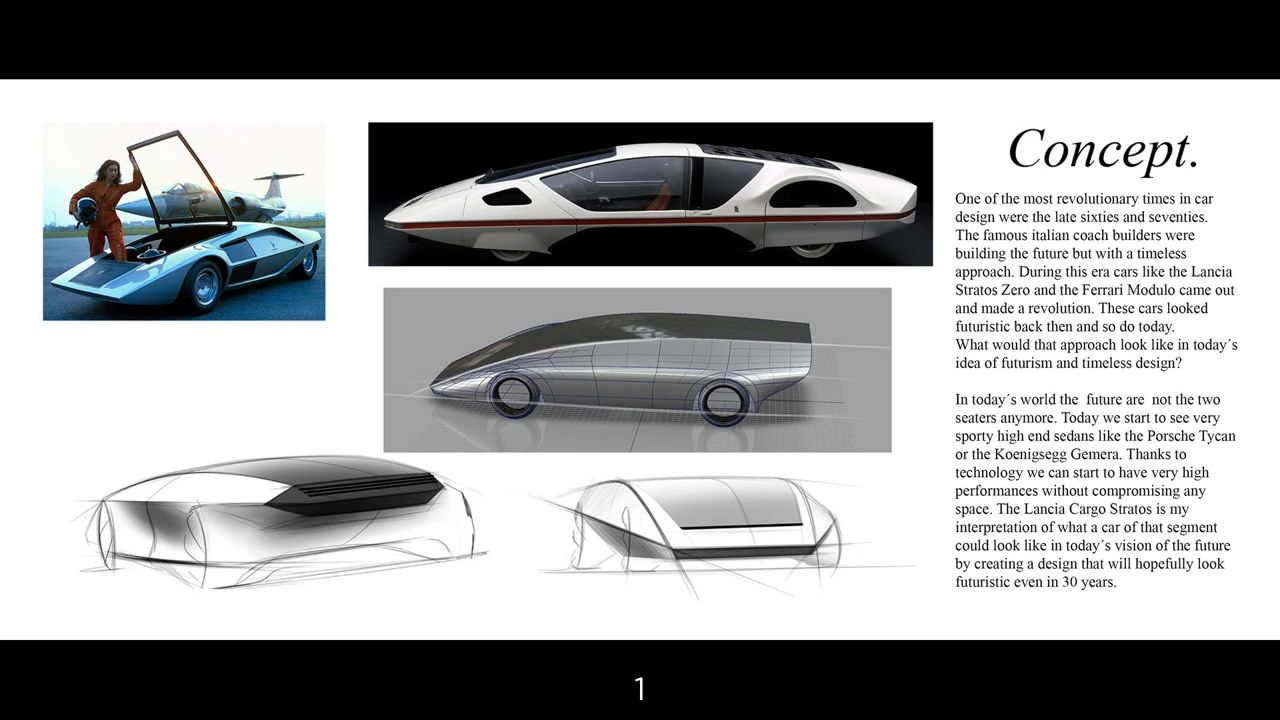 Concept.
One of the most revolutionary times in car
design were the late sixties and seventies.
The famous italian coach builders were
building the future but with a timeless
approach. During this era cars like the Lancia
Stratos Zero and the Ferrari Modulo came out
and made a revolution. These cars looked
futuristic back then and so do today.
What would that approach look like in today´s
idea of futurism and timeless design?
In today´s world the  future are  not the two
seaters anymore. Today we start to see very
sporty high end sedans like the Porsche Tycan
or the Koenigsegg Gemera. Thanks to
technology we can start to have very high
performances without compromising any
space. The Lancia Cargo Stratos is my
interpretation of what a car of that segment
could look like in today´s vision of the future
by creating a design that will hopefully look
futuristic even in 30 years.
1